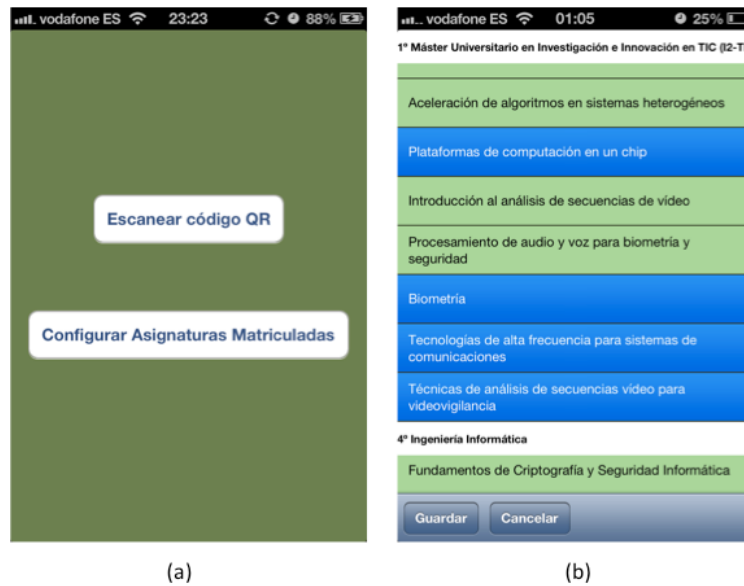 vodafone ES 23:23 88%
Escanear código QR
Configurar Asignaturas Matriculadas
(a)
vodafone ES 01:05 25%
1º Máster Universitario en Investigación e Innovación en TIC (I2-TI
Aceleración de algoritmos en sistemas heterogéneos
Plataformas de computación en un chip
Introducción al análisis de secuencias de vídeo
Procesamiento de audio y voz para biometría y
seguridad
Biometría
Tecnologías de alta frecuencia para sistemas de
comunicaciones
Técnicas de análisis de secuencias video para
videovigilancia
4º Ingeniería Informática
Fundamentos de Criptografía y Seguridad Informática
Guardar Cancelar
(b)